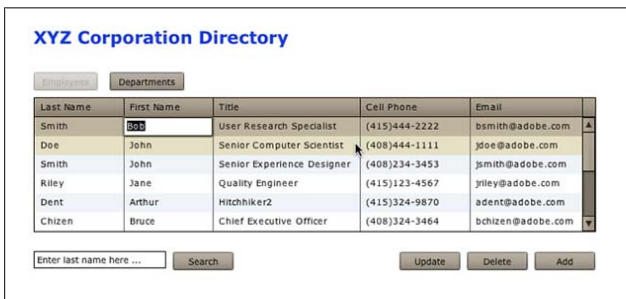 XYZ Corporation Directory
Employees Departments
Last Name First Name Title Cell Phone Email
Smith Bob User Research Specialist (415)444-2222 bsmith@adobe.com
Doe John Senior Computer Scientist (408)444-1111 jdoe@adobe.com
Smith John Senior Experience Designer (408)234-3453 jsmith@adobe.com
Riley Jane Quality Engineer (415)123-4567 jriley@adobe.com
Dent Arthur Hitchhiker2 (415)324-9870 adent@adobe.com
Chizen Bruce Chief Executive Officer (408)324-3464 bchizen@adobe.com
Enter last name here ... Search Update Delete Add